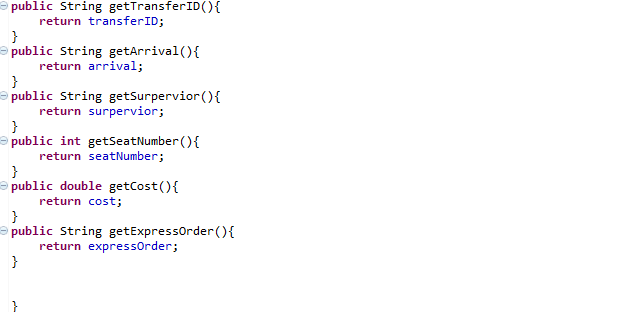 public String getTransferID(){
return transferID;
}
public String getArrival(){
return arrival;
}
public String getSurpervior(){
return surpervior;
}
public int getSeatNumber(){
return seatNumber;
}
public double getCost(){
return cost;
}
public String getExpressOrder(){
return expressOrder;
}
}